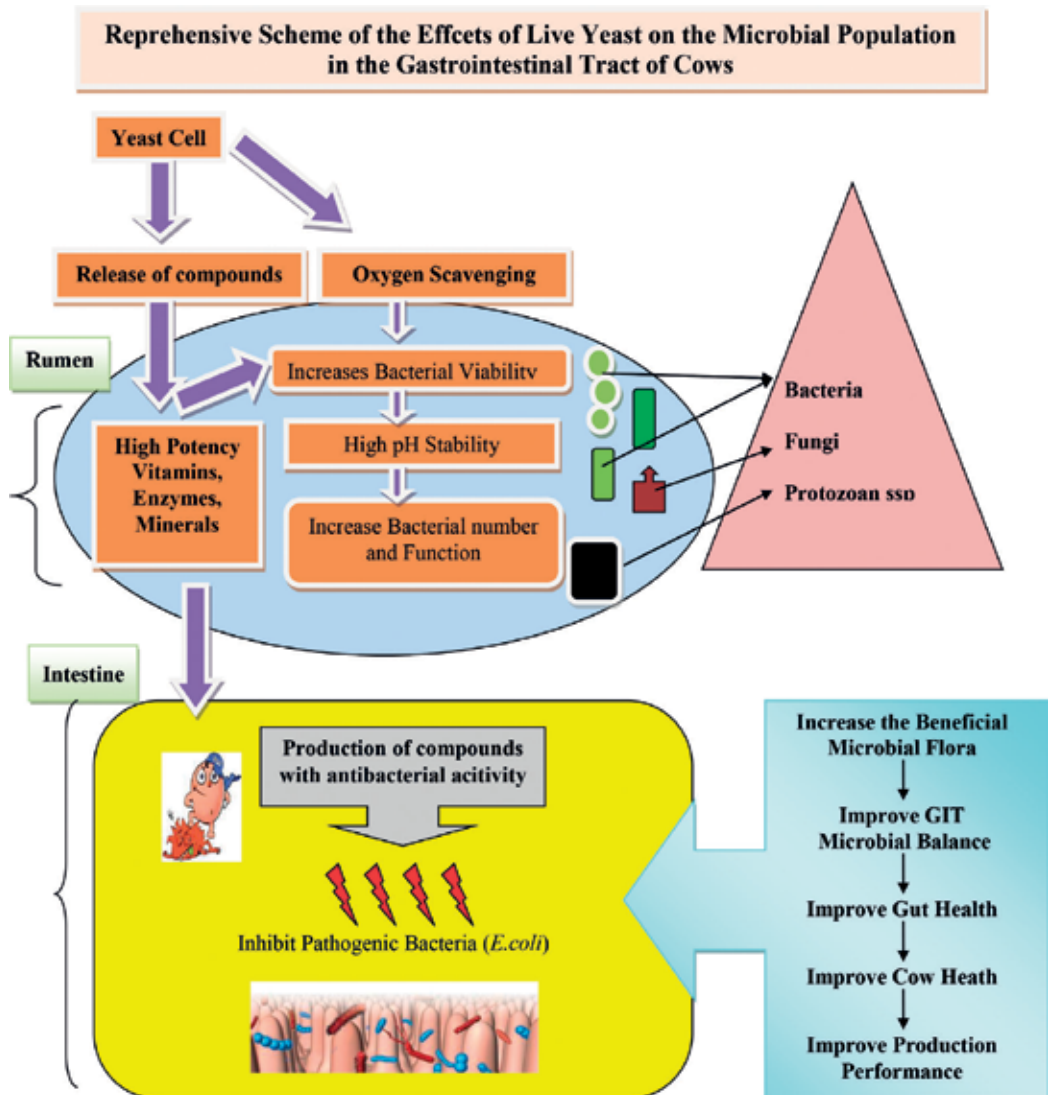 Reprehensive Scheme of the Effcets of Live Yeast on the Microbial Population
in the Gastrointestinal Tract of Cows
Yeast Cell
Release of compounds
Oxygen Scavenging
Rumen
Increases Bacterial Viability
High pH Stability
Increase Bacterial number
and Function
High Potency
Vitamins,
Enzymes,
Minerals
Bacteria
Fungi
Protozoan ssp
Intestine
Production of compounds
with antibacterial acitivity
Inhibit Pathogenic Bacteria (E.coli)
Increase the Beneficial
Microbial Flora
Improve GIT
Microbial Balance
Improve Gut Health
Improve Cow Heath
Improve Production
Performance